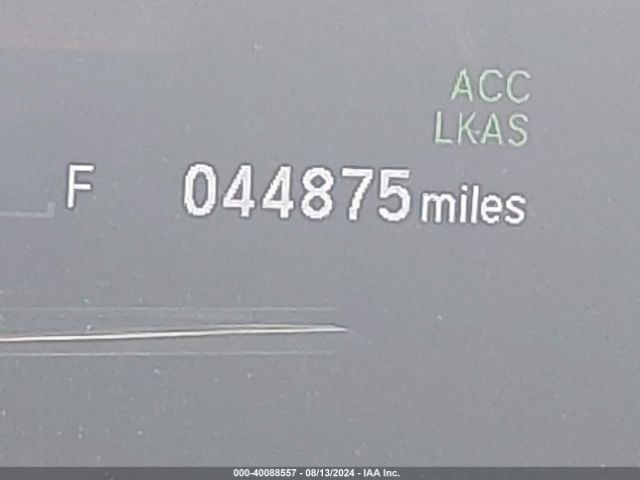 ACC
LKAS
F 044875 miles
000-40088557 - 08/13/2024 - IAA Inc.